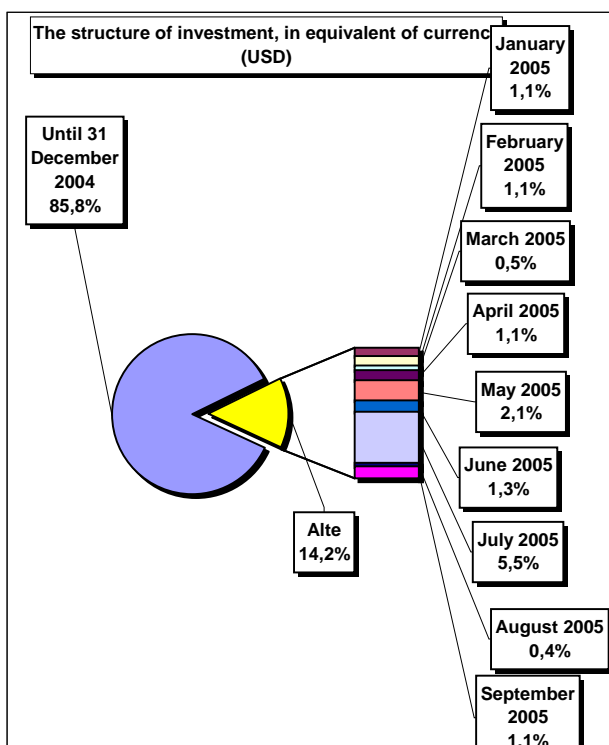 The structure of investment, in equivalent of currenc
(USD)
January
2005
1,1%
Until 31
December
2004
85,8%
February
2005
1,1%
March 2005
0,5%
April 2005
1,1%
May 2005
2,1%
June 2005
1,3%
Alte
14,2%
July 2005
5,5%
August 2005
0,4%
September
2005
1,1%